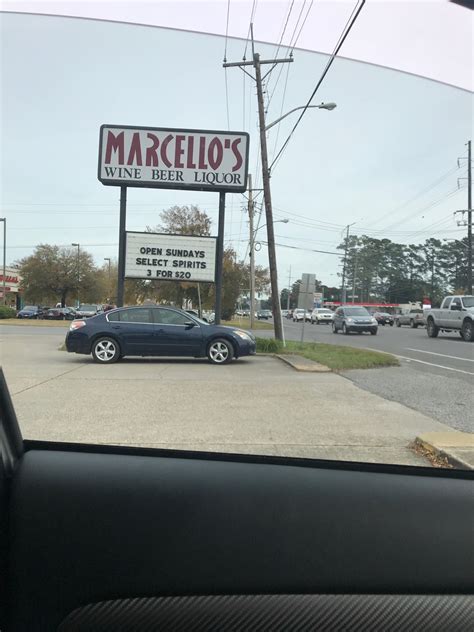 MARCELLO'S
WINE BEER LIQUOR
OPEN SUNDAYS
SELECT SPIRITS
3 FOR $20